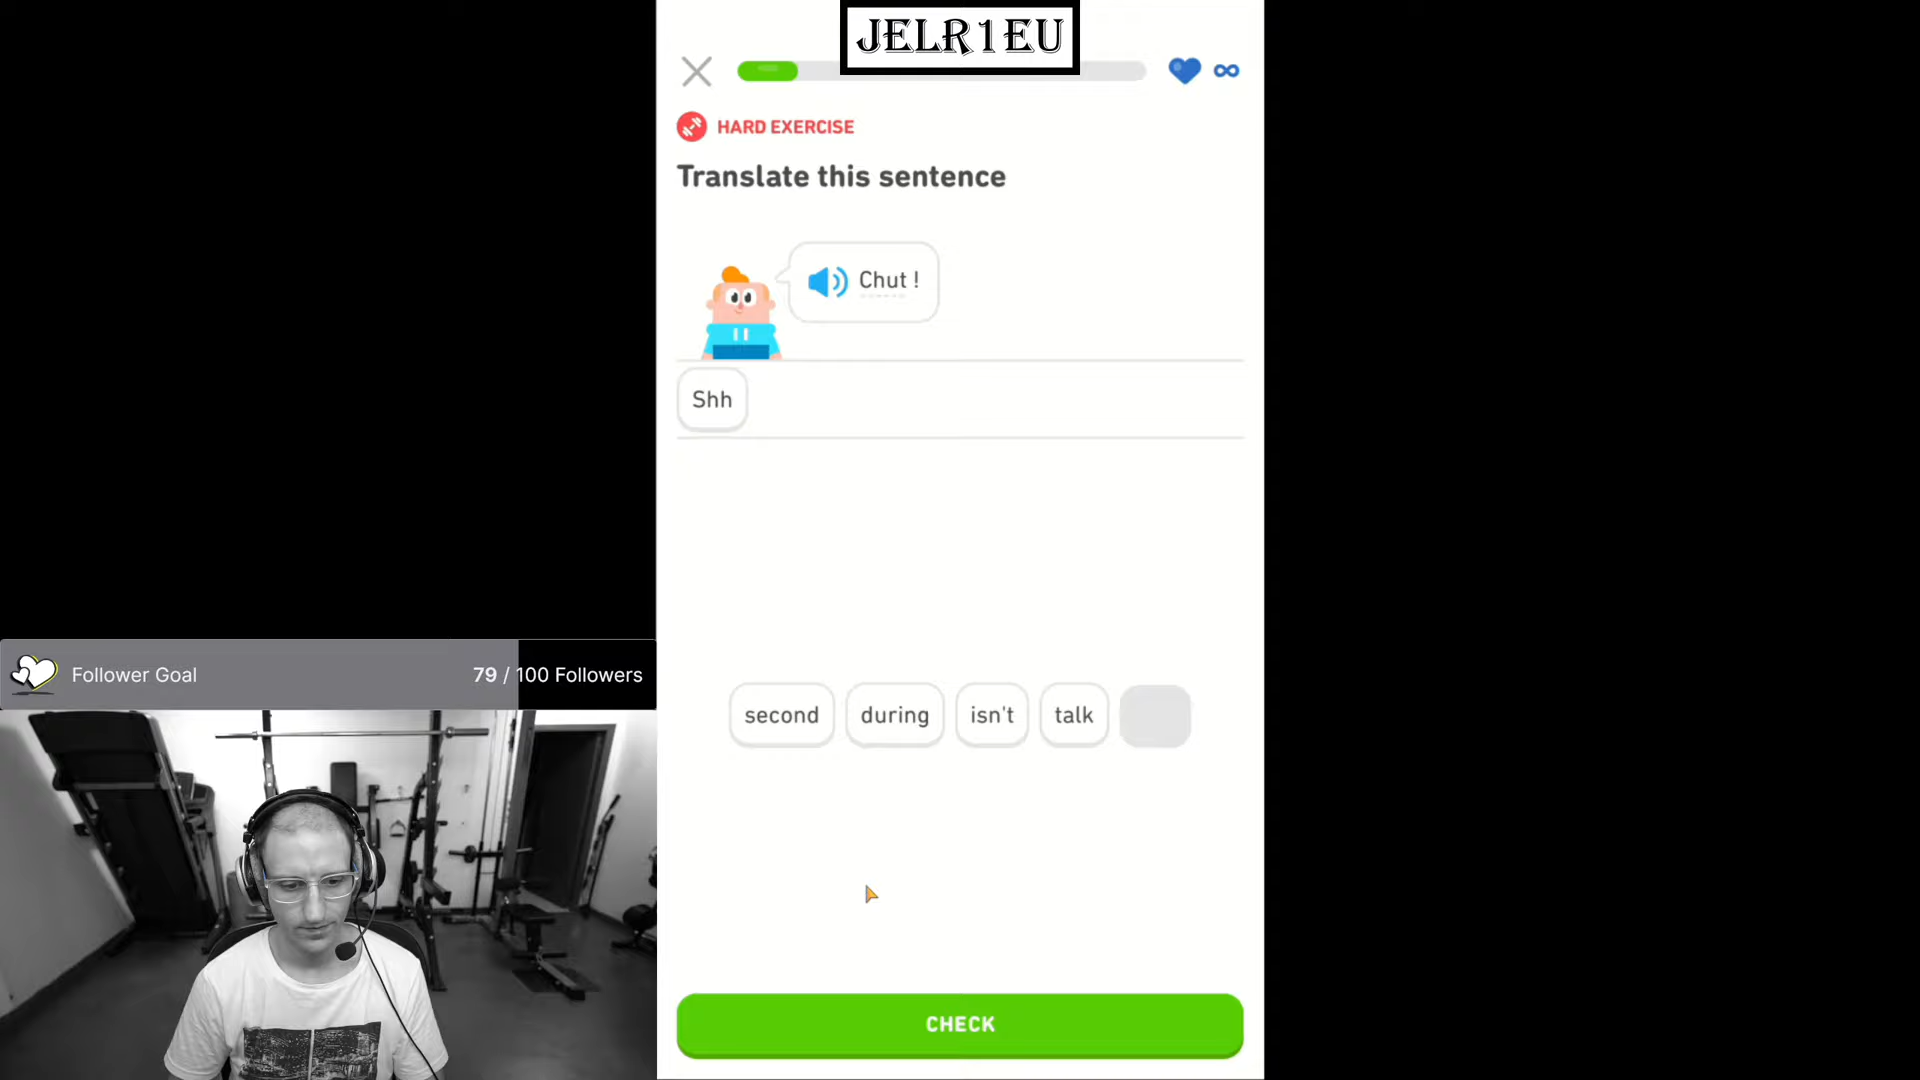 JELR1EU
HARD EXERCISE
Translate this sentence
Chut !
Shh
second during isn't talk
CHECK
Follower Goal 79 / 100 Followers